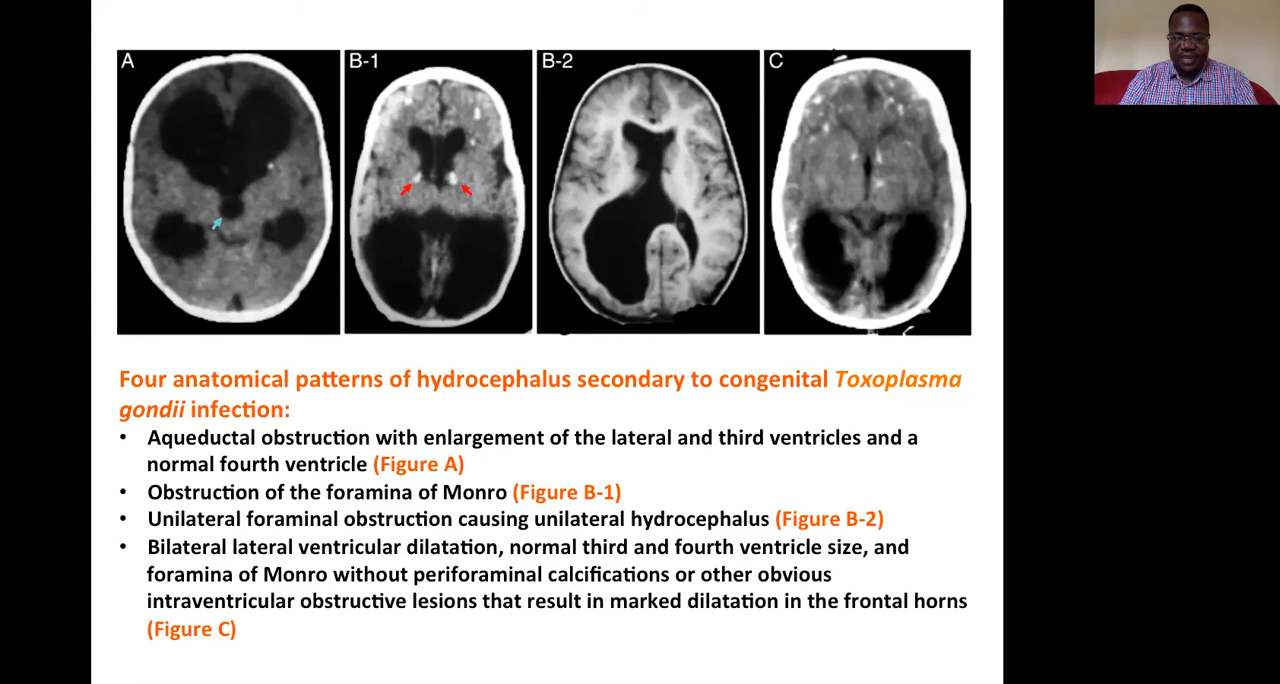 A
B-1
B-2
C
Four anatomical patterns of hydrocephalus secondary to congenital Toxoplasma
gondii infection:
• Aqueductal obstruction with enlargement of the lateral and third ventricles and a
normal fourth ventricle (Figure A)
• Obstruction of the foramina of Monro (Figure B-1)
• Unilateral foraminal obstruction causing unilateral hydrocephalus (Figure B-2)
• Bilateral lateral ventricular dilatation, normal third and fourth ventricle size, and
foramina of Monro without periforaminal calcifications or other obvious
intraventricular obstructive lesions that result in marked dilatation in the frontal horns
(Figure C)